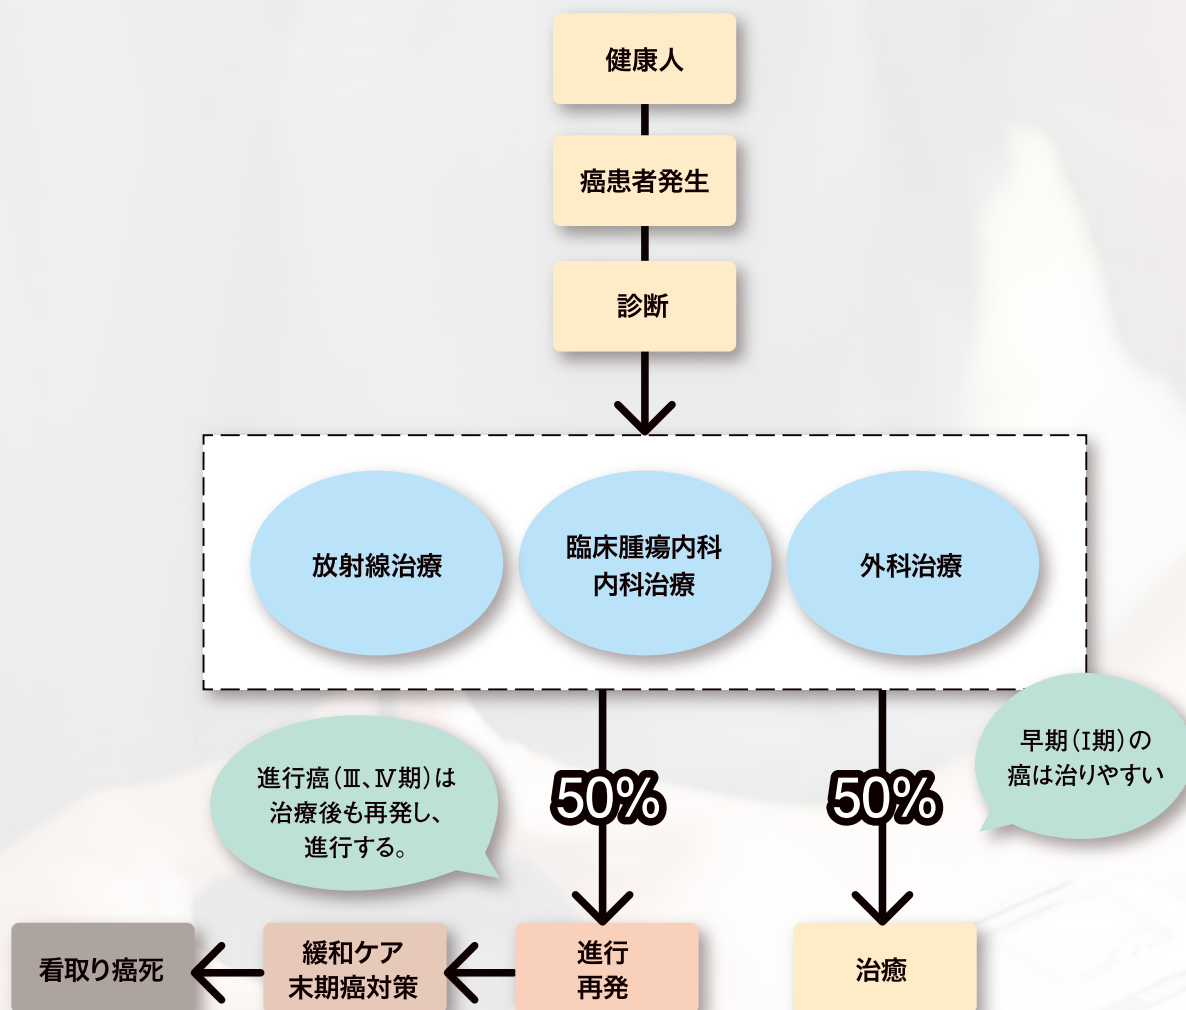 健康人
癌患者発生
診断
放射線治療
臨床腫瘍内科
内科治療
外科治療
進行癌(Ⅲ、Ⅳ期)は
治療後も再発し、
進行する。
50%
50%
早期(Ⅰ期)の
癌は治りやすい
看取り癌死
緩和ケア
末期癌対策
進行
再発
治癒